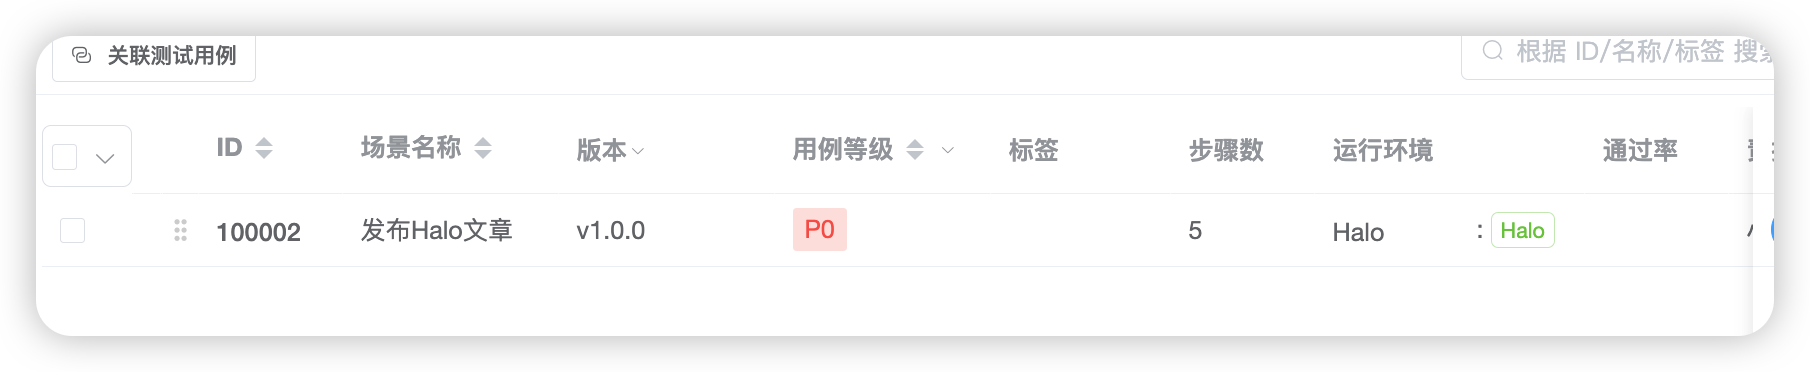 关联测试用例
根据 ID/名称/标签 搜索
ID 场景名称 版本 用例等级 标签 步骤数 运行环境 通过率
100002 发布Halo文章 v1.0.0 P0 5 Halo : Halo